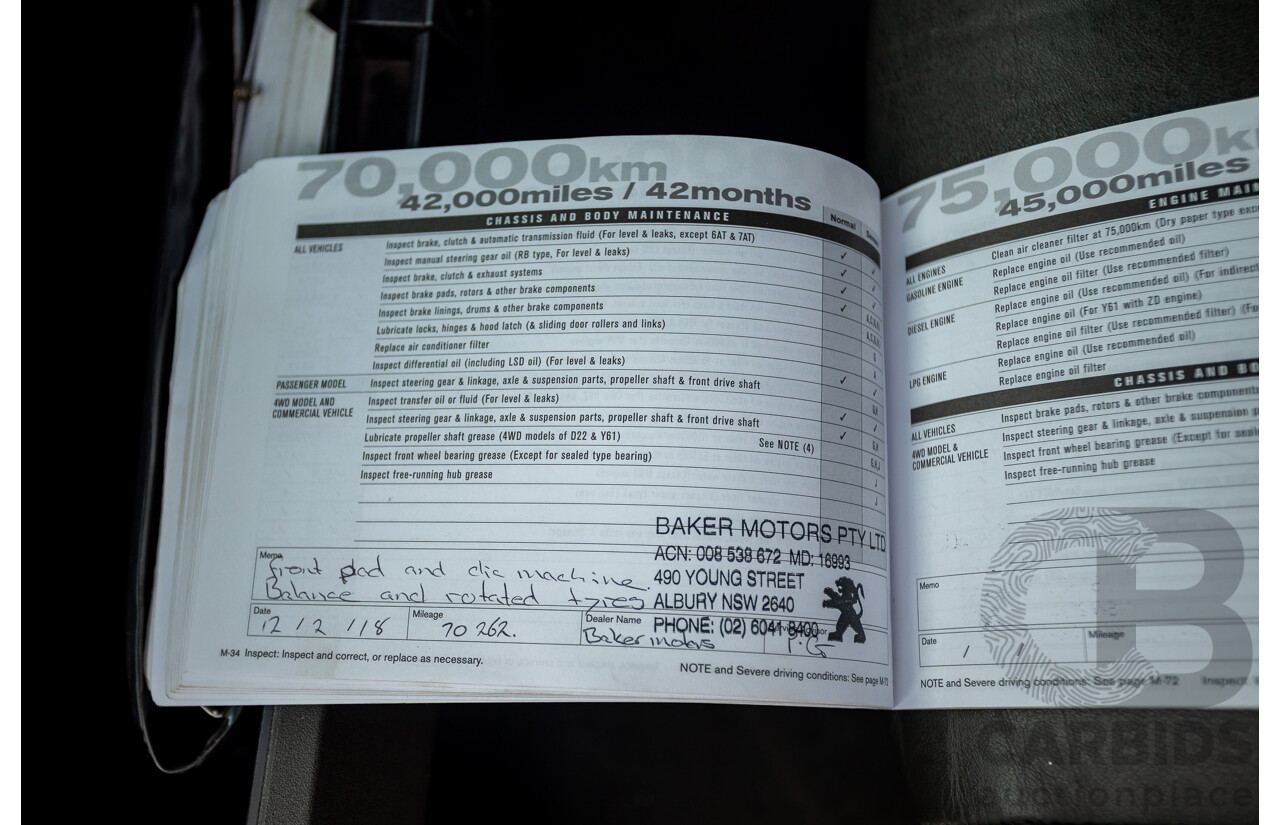 70,000km
42,000miles / 42months
CHASSIS AND BODY MAINTENANCE
Normal
ALL VEHICLES
Inspect brake, clutch & automatic transmission fluid (For level & leaks, except 6AT & 7AT)
Inspect manual steering gear oil (RB type, For level & leaks)
Inspect brake, clutch & exhaust systems
Inspect brake pads, rotors & other brake components
Inspect brake linings, drums & other brake components
Lubricate locks, hinges & hood latch (& sliding door rollers and links)
Replace air conditioner filter
Inspect differential oil (including LSD oil) (For level & leaks)
PASSENGER MODEL
Inspect steering gear & linkage, axle & suspension parts, propeller shaft & front drive shaft
4WD MODEL AND
COMMERCIAL VEHICLE
Inspect transfer oil or fluid (For level & leaks)
Inspect steering gear & linkage, axle & suspension parts, propeller shaft & front drive shaft
Lubricate propeller shaft grease (4WD models of D22 & Y61)
See NOTE (4)
Inspect front wheel bearing grease (Except for sealed type bearing)
Inspect free-running hub grease
BAKER MOTORS PTY LTD
ACN: 008 538 672 MD: 16993
490 YOUNG STREET
ALBURY NSW 2640
PHONE: (02) 6041 8400
Memo
front pad and dic machine.
Balance and rotated tyres
Date
12 / 2 / 18
Mileage
70 262.
Dealer Name
Baker motors
M-34 Inspect: Inspect and correct, or replace as necessary.
NOTE and Severe driving conditions: See page M-72
75,000km
45,000miles
ENGINE MAIN
ALL ENGINES
Clean air cleaner filter at 75,000km (Dry paper type exc
GASOLINE ENGINE
Replace engine oil (Use recommended oil)
Replace engine oil filter (Use recommended filter)
DIESEL ENGINE
Replace engine oil (Use recommended oil) (For indirect
Replace engine oil (For Y61 with ZD engine)
Replace engine oil filter (Use recommended filter) (Fo
LPG ENGINE
Replace engine oil (Use recommended oil)
Replace engine oil filter
CHASSIS AND BO
ALL VEHICLES
Inspect brake pads, rotors & other brake components
4WD MODEL &
COMMERCIAL VEHICLE
Inspect steering gear & linkage, axle & suspension p
Inspect front wheel bearing grease (Except for seale
Inspect free-running hub grease
Memo
Date
/ /
Mileage
NOTE and Severe driving conditions: See page M-72 Inspect
CARBIDS
auctionplace